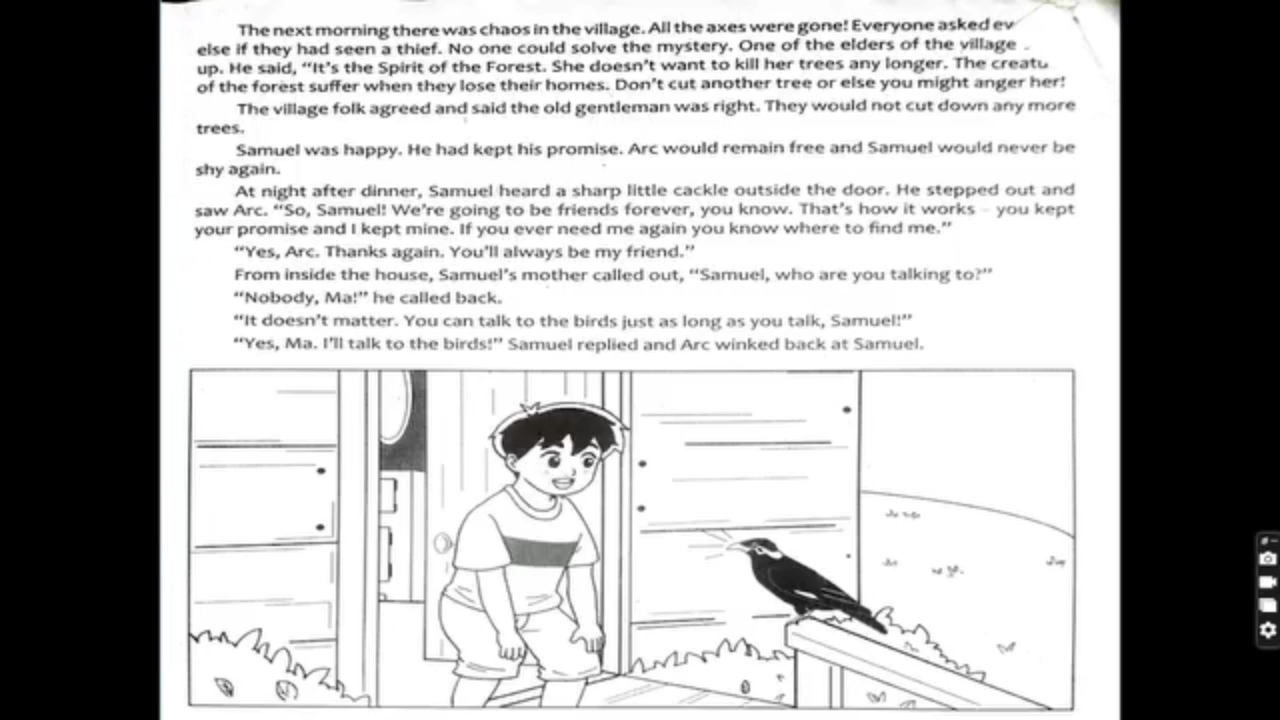 The next morning there was chaos in the village. All the axes were gone! Everyone asked
else if they had seen a thief. No one could solve the mystery. One of the elders of the village
up. He said, “It’s the Spirit of the Forest. She doesn’t want to kill her trees any longer. The
of the forest suffer when they lose their homes. Don’t cut another tree or else you might anger her!
The village folk agreed and said the old gentleman was right. They would not cut down any more
trees.
Samuel was happy. He had kept his promise. Arc would remain free and Samuel would never be
shy again.
At night after dinner, Samuel heard a sharp little cackle outside the door. He stepped out and
saw Arc. “So, Samuel! We’re going to be friends forever, you know. That’s how it works – you kept
your promise and I kept mine. If you ever need me again you know where to find me.”
“Yes, Arc. Thanks again. You’ll always be my friend.”
From inside the house, Samuel’s mother called out, “Samuel, who are you talking to?”
“Nobody, Ma!” he called back.
“It doesn’t matter. You can talk to the birds just as long as you talk, Samuel!”
“Yes, Ma. I’ll talk to the birds!” Samuel replied and Arc winked back at Samuel.